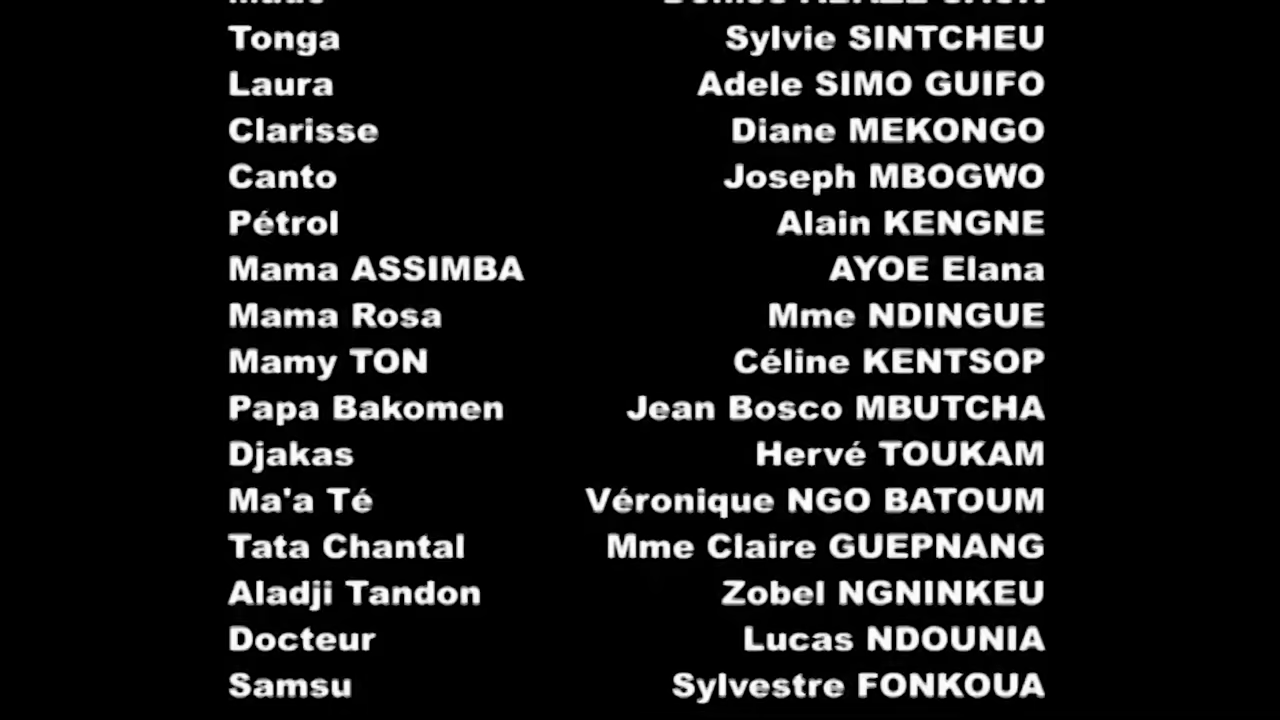 Tonga Sylvie SINTCHEU
Laura Adele SIMO GUIFO
Clarisse Diane MEKONGO
Canto Joseph MBOGWO
Pétrol Alain KENGNE
Mama ASSIMBA AYOE Elana
Mama Rosa Mme NDINGUE
Mamy TON Céline KENTSOP
Papa Bakomen Jean Bosco MBUTCHA
Djakas Hervé TOUKAM
Ma'a Té Véronique NGO BATOUM
Tata Chantal Mme Claire GUEPNANG
Aladji Tandon Zobel NGNINKEU
Docteur Lucas NDOUNIA
Samsu Sylvestre FONKOUA